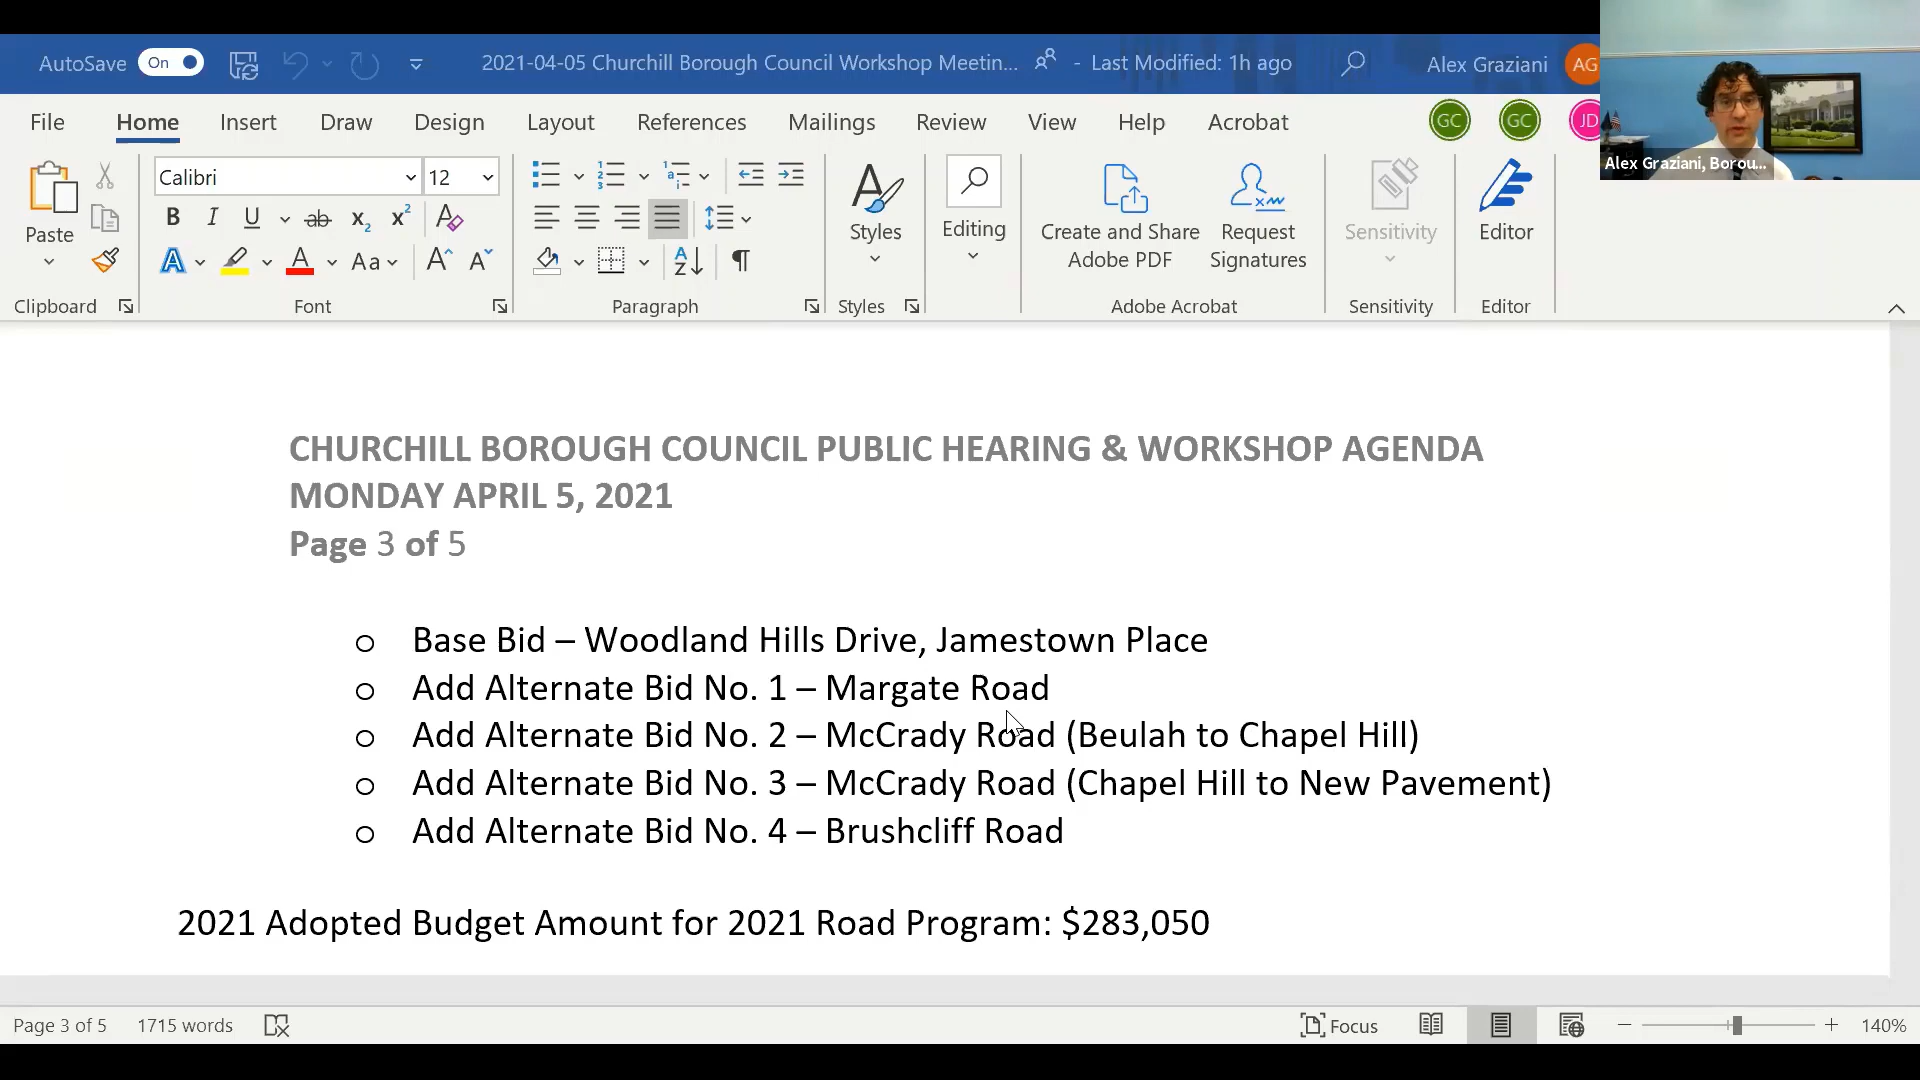 AutoSave On 2021-04-05 Churchill Borough Council Workshop Meetin... - Last Modified: 1h ago Alex Graziani AG
File Home Insert Draw Design Layout References Mailings Review View Help Acrobat GC GC JD
Alex Graziani, Borou...
Calibri 12
Paste
Styles
Editing
Create and Share
Adobe PDF
Request
Signatures
Sensitivity
Editor
Clipboard Font Paragraph Styles Adobe Acrobat Sensitivity Editor
CHURCHILL BOROUGH COUNCIL PUBLIC HEARING & WORKSHOP AGENDA
MONDAY APRIL 5, 2021
Page 3 of 5
o Base Bid – Woodland Hills Drive, Jamestown Place
o Add Alternate Bid No. 1 – Margate Road
o Add Alternate Bid No. 2 – McCrady Road (Beulah to Chapel Hill)
o Add Alternate Bid No. 3 – McCrady Road (Chapel Hill to New Pavement)
o Add Alternate Bid No. 4 – Brushcliff Road
2021 Adopted Budget Amount for 2021 Road Program: $283,050
Page 3 of 5 1715 words Focus 140%